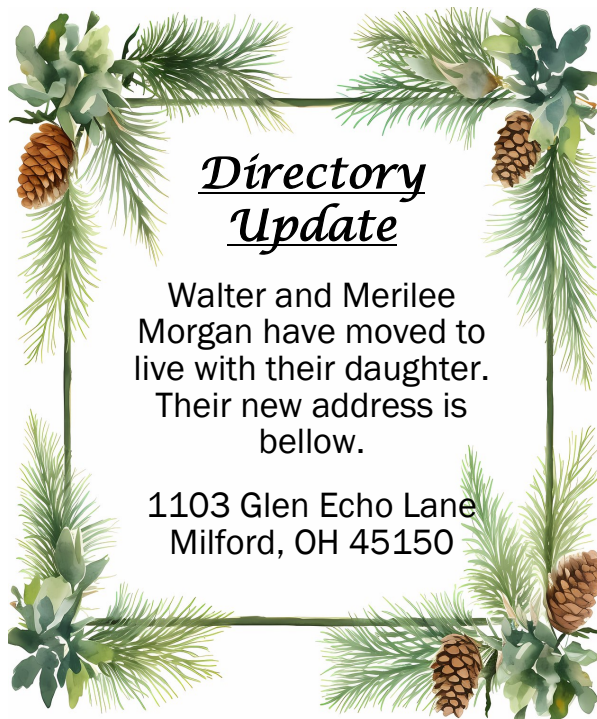 Directory
Update
Walter and Merilee
Morgan have moved to
live with their daughter.
Their new address is
bellow.
1103 Glen Echo Lane
Milford, OH 45150